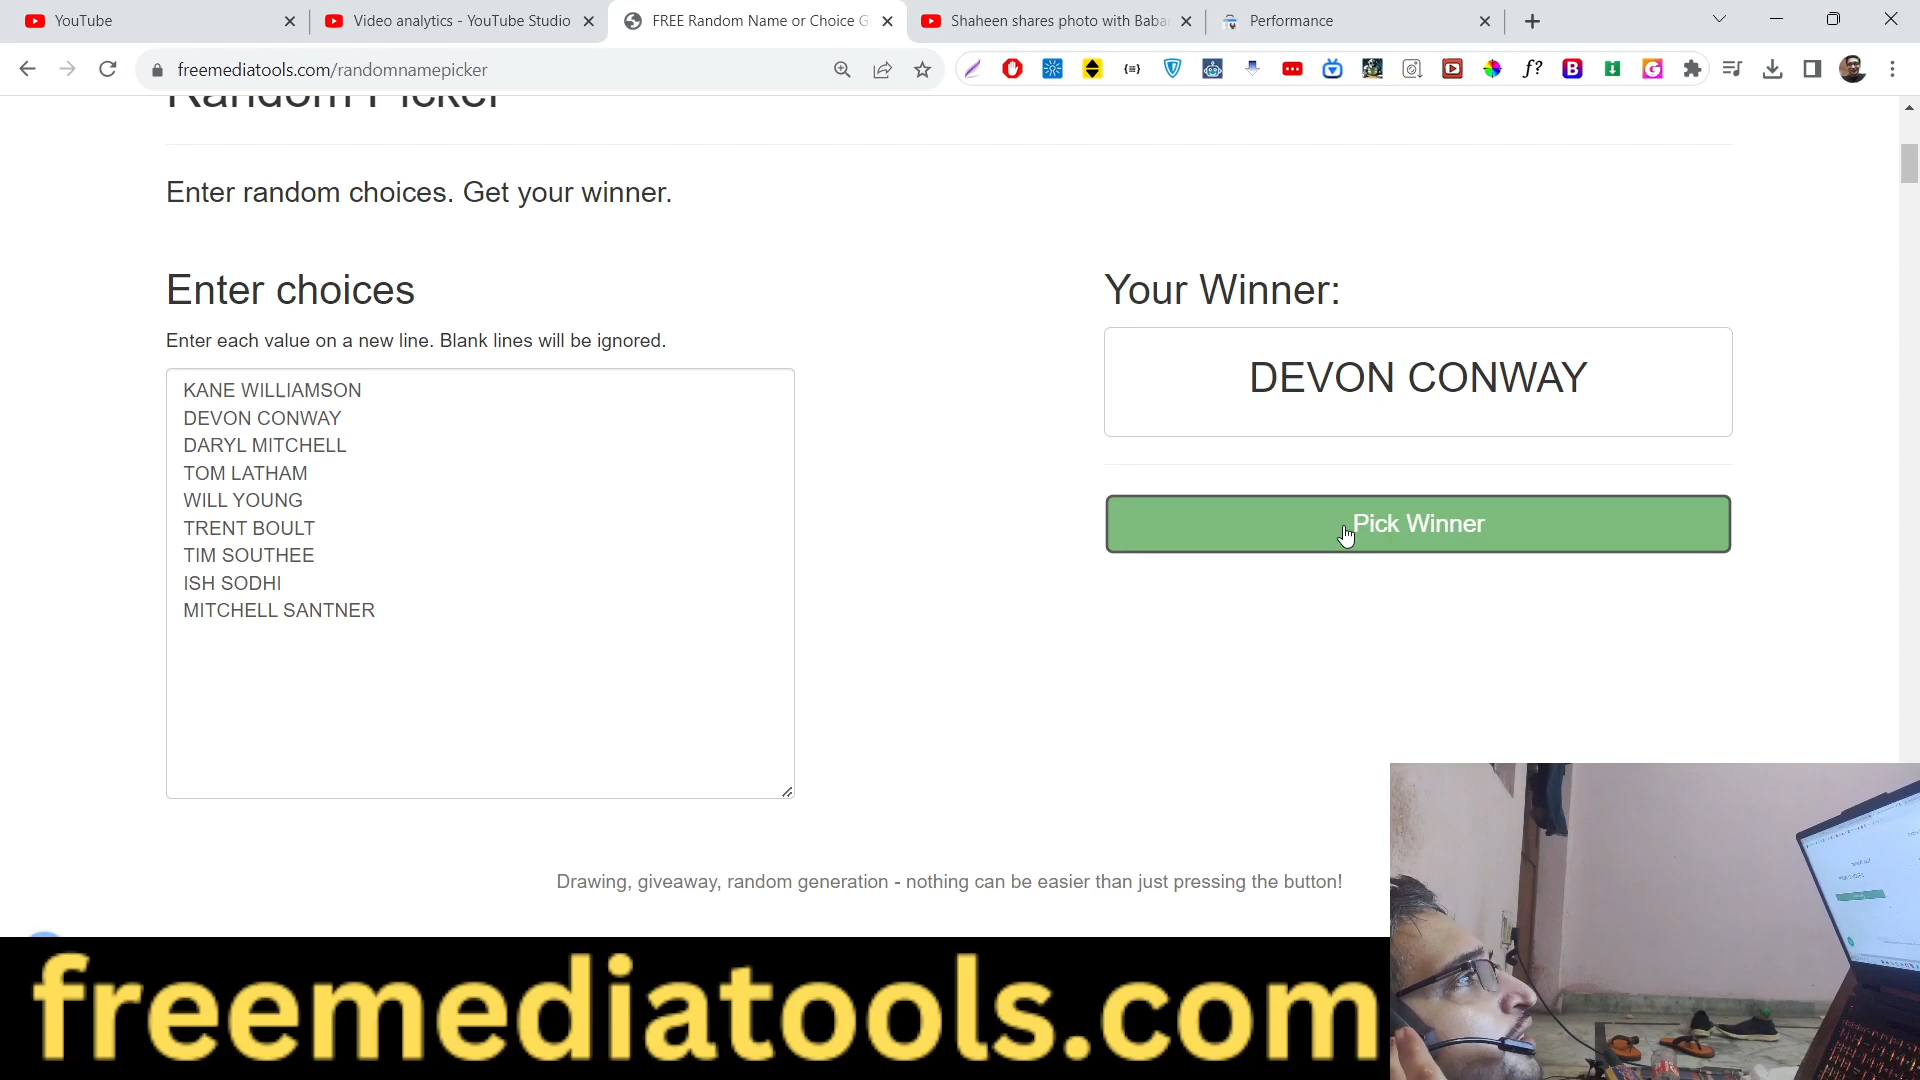 YouTube
Video analytics - YouTube Studio
FREE Random Name or Choice G
Shaheen shares photo with Baba
Performance
freemediatools.com/randomnamepicker
Random Picker
Enter random choices. Get your winner.
Enter choices
Your Winner:
Enter each value on a new line. Blank lines will be ignored.
KANE WILLIAMSON
DEVON CONWAY
DARYL MITCHELL
TOM LATHAM
WILL YOUNG
TRENT BOULT
TIM SOUTHEE
ISH SODHI
MITCHELL SANTNER
DEVON CONWAY
Pick Winner
Drawing, giveaway, random generation - nothing can be easier than just pressing the button!
freemediatools.com